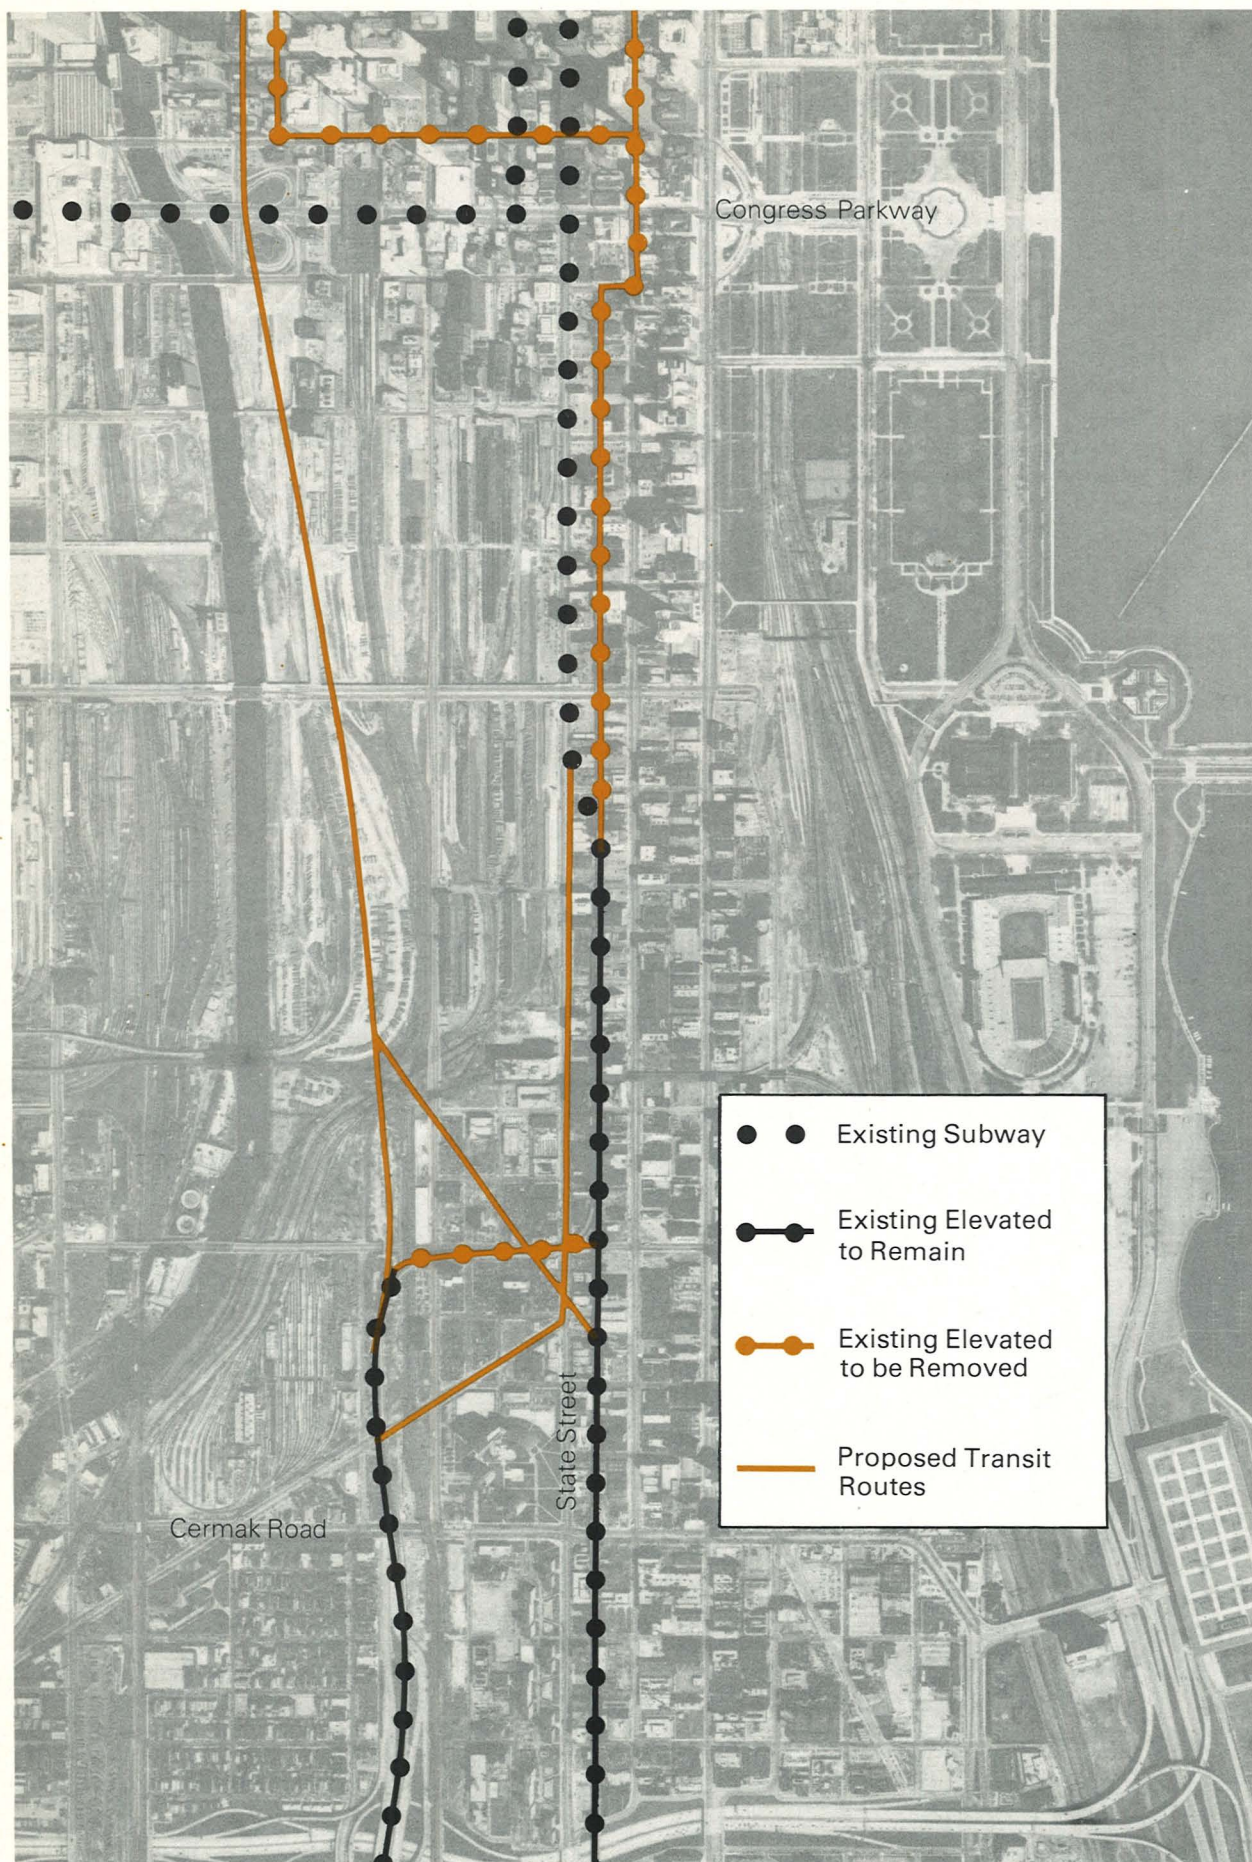 Congress Parkway
Existing Subway
Existing Elevated
to Remain
Existing Elevated
to be Removed
Proposed Transit
Routes
State Street
Cermak Road